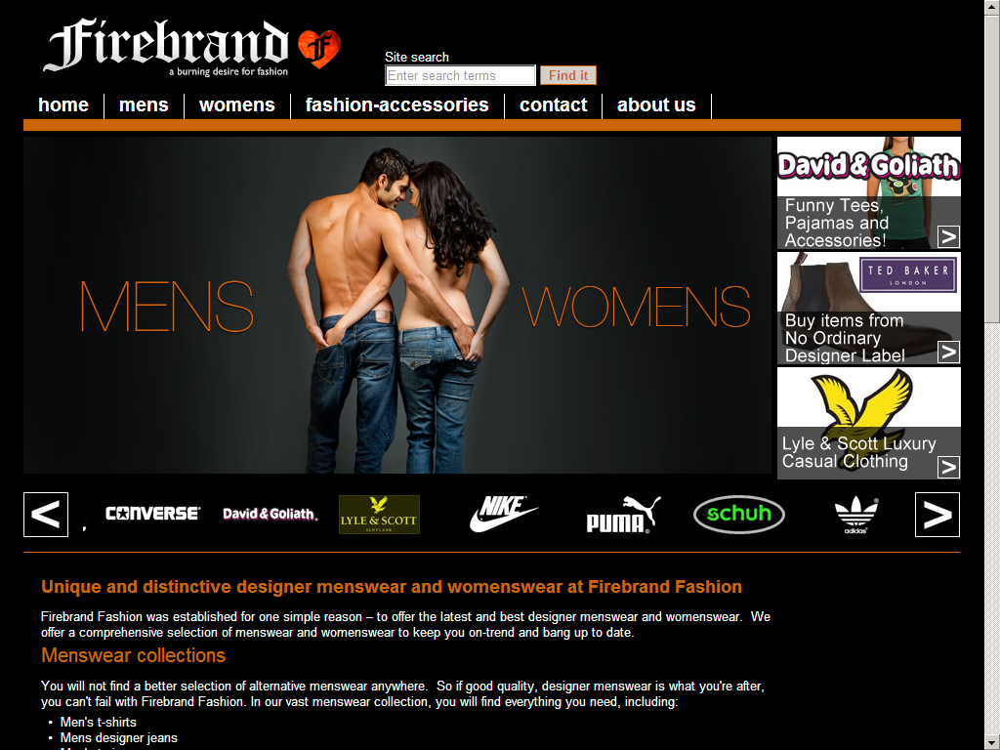 Firebrand
a burning desire for fashion
Site search
Enter search terms
Find it
home
mens
womens
fashion-accessories
contact
about us
MENS
WOMENS
David & Goliath
Funny Tees,
Pajamas and
Accessories!
>
TED BAKER
LONDON
Buy items from
No Ordinary
Designer Label
>
Lyle & Scott Luxury
Casual Clothing
>
<
CONVERSE
David & Goliath.
LYLE & SCOTT
SCOTLAND
NIKE
PUMA
schuh
adidas
>
Unique and distinctive designer menswear and womenswear at Firebrand Fashion
Firebrand Fashion was established for one simple reason – to offer the latest and best designer menswear and womenswear.  We
offer a comprehensive selection of menswear and womenswear to keep you on-trend and bang up to date.
Menswear collections
You will not find a better selection of alternative menswear anywhere.  So if good quality, designer menswear is what you're after,
you can't fail with Firebrand Fashion. In our vast menswear collection, you will find everything you need, including:
• Men's t-shirts
• Mens designer jeans